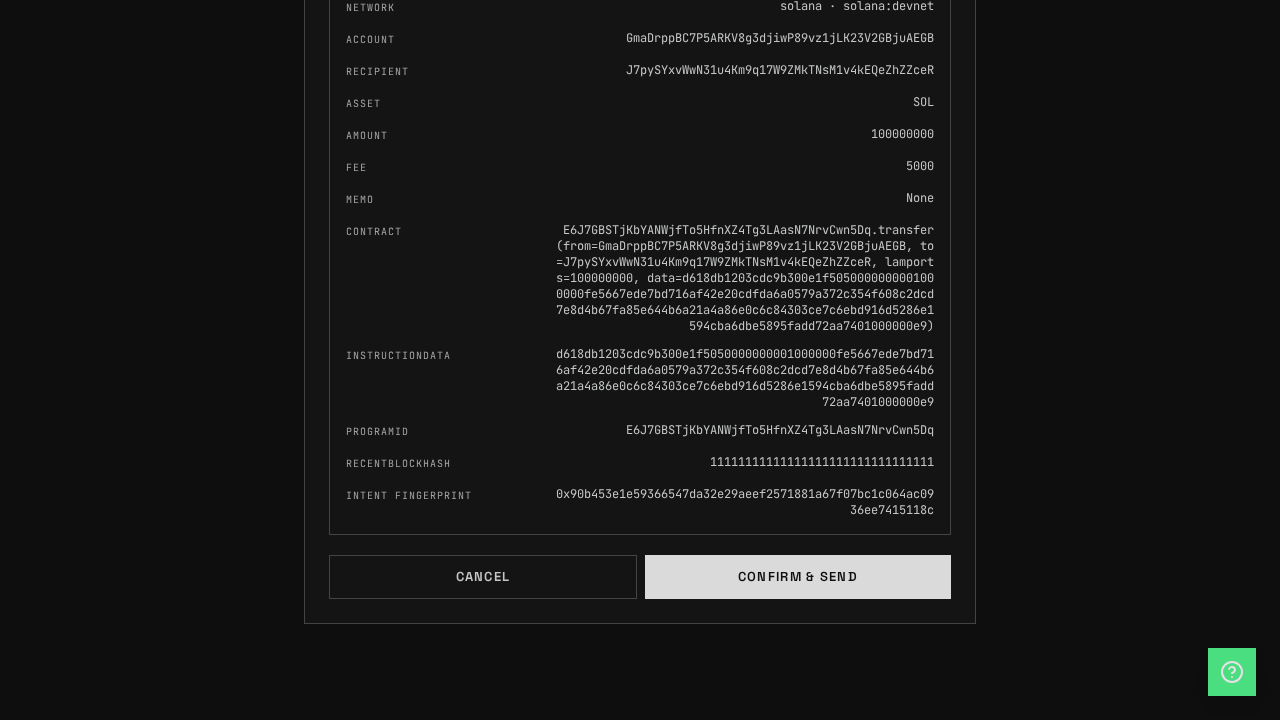 NETWORK solana · solana:devnet
ACCOUNT GmaDrppBC7P5ARKV8g3djiwP89vz1jLK23V2GBjuAEGB
RECIPIENT J7pySYxvWwN31u4Km9q17W9ZMkTNsM1v4kEQeZhZZceR
ASSET SOL
AMOUNT 100000000
FEE 5000
MEMO None
CONTRACT E6J7GBSTjKbYANWjfTo5HfnXZ4Tg3LAasN7NrvCwn5Dq.transfer
(from=GmaDrppBC7P5ARKV8g3djiwP89vz1jLK23V2GBjuAEGB, to
=J7pySYxvWwN31u4Km9q17W9ZMkTNsM1v4kEQeZhZZceR, lamport
s=100000000, data=d618db1203cdc9b300e1f505000000000100
0000fe5667ede7bd716af42e20cdfda6a0579a372c354f608c2dcd
7e8d4b67fa85e644b6a21a4a86e0c6c84303ce7c6ebd916d5286e1
594cba6dbe5895fadd72aa7401000000e9)
INSTRUCTIONDATA d618db1203cdc9b300e1f5050000000001000000fe5667ede7bd71
6af42e20cdfda6a0579a372c354f608c2dcd7e8d4b67fa85e644b6
a21a4a86e0c6c84303ce7c6ebd916d5286e1594cba6dbe5895fadd
72aa7401000000e9
PROGRAMID E6J7GBSTjKbYANWjfTo5HfnXZ4Tg3LAasN7NrvCwn5Dq
RECENTBLOCKHASH 11111111111111111111111111111111
INTENT FINGERPRINT 0x90b453e1e59366547da32e29aeef2571881a67f07bc1c064ac09
36ee7415118c
CANCEL CONFIRM & SEND